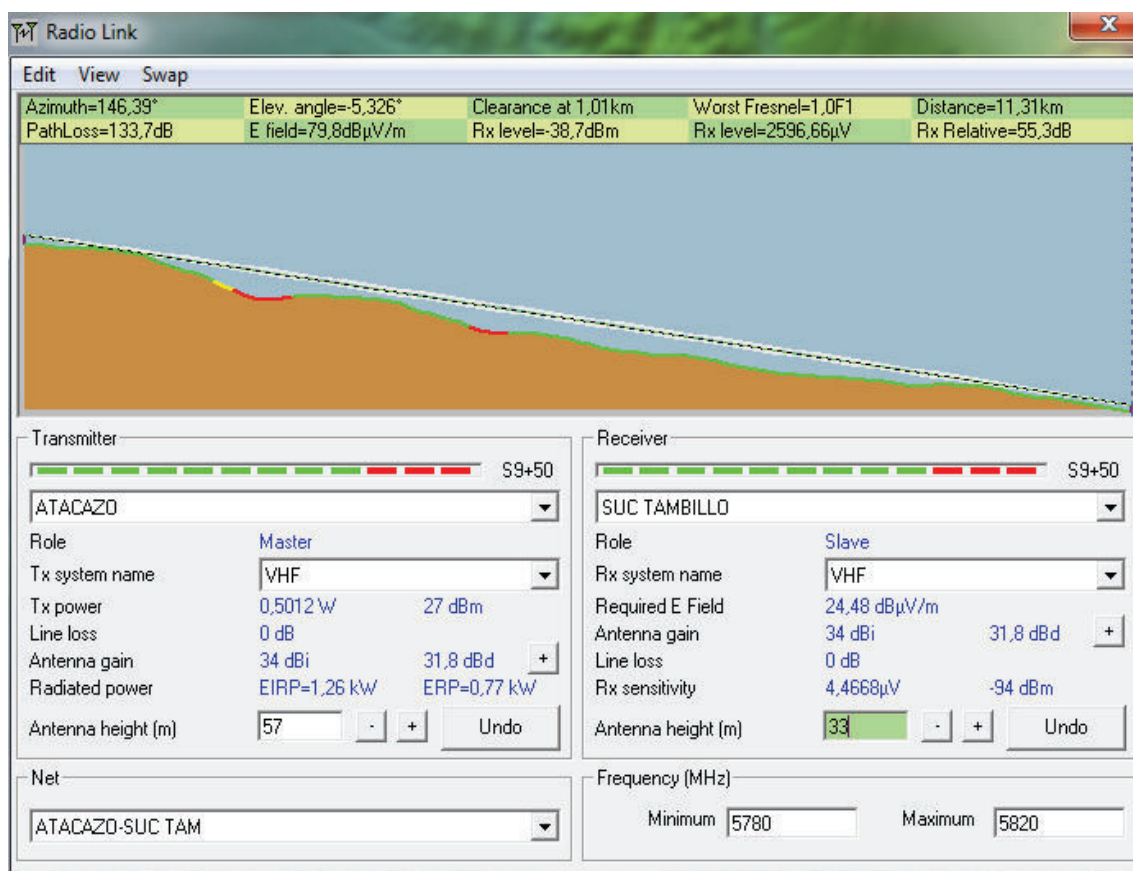 Radio Link
X
Edit View Swap
Azimuth=146,39° Elev. angle=-5,326° Clearance at 1,01km Worst Fresnel=1,0F1 Distance=11,31km
PathLoss=133,7dB E field=79,8dBµV/m Rx level=-38,7dBm Rx level=2596,66µV Rx Relative=55,3dB
Transmitter
S9+50
ATACAZO
Role Master
Tx system name VHF
Tx power 0,5012 W 27 dBm
Line loss 0 dB
Antenna gain 34 dBi 31,8 dBd +
Radiated power EIRP=1,26 kW ERP=0,77 kW
Antenna height (m) 57 - + Undo
Receiver
S9+50
SUC TAMBILLO
Role Slave
Rx system name VHF
Required E Field 24,48 dBµV/m
Antenna gain 34 dBi 31,8 dBd +
Line loss 0 dB
Rx sensitivity 4,4668µV -94 dBm
Antenna height (m) 33 - + Undo
Net
ATACAZO-SUC TAM
Frequency (MHz)
Minimum 5780 Maximum 5820